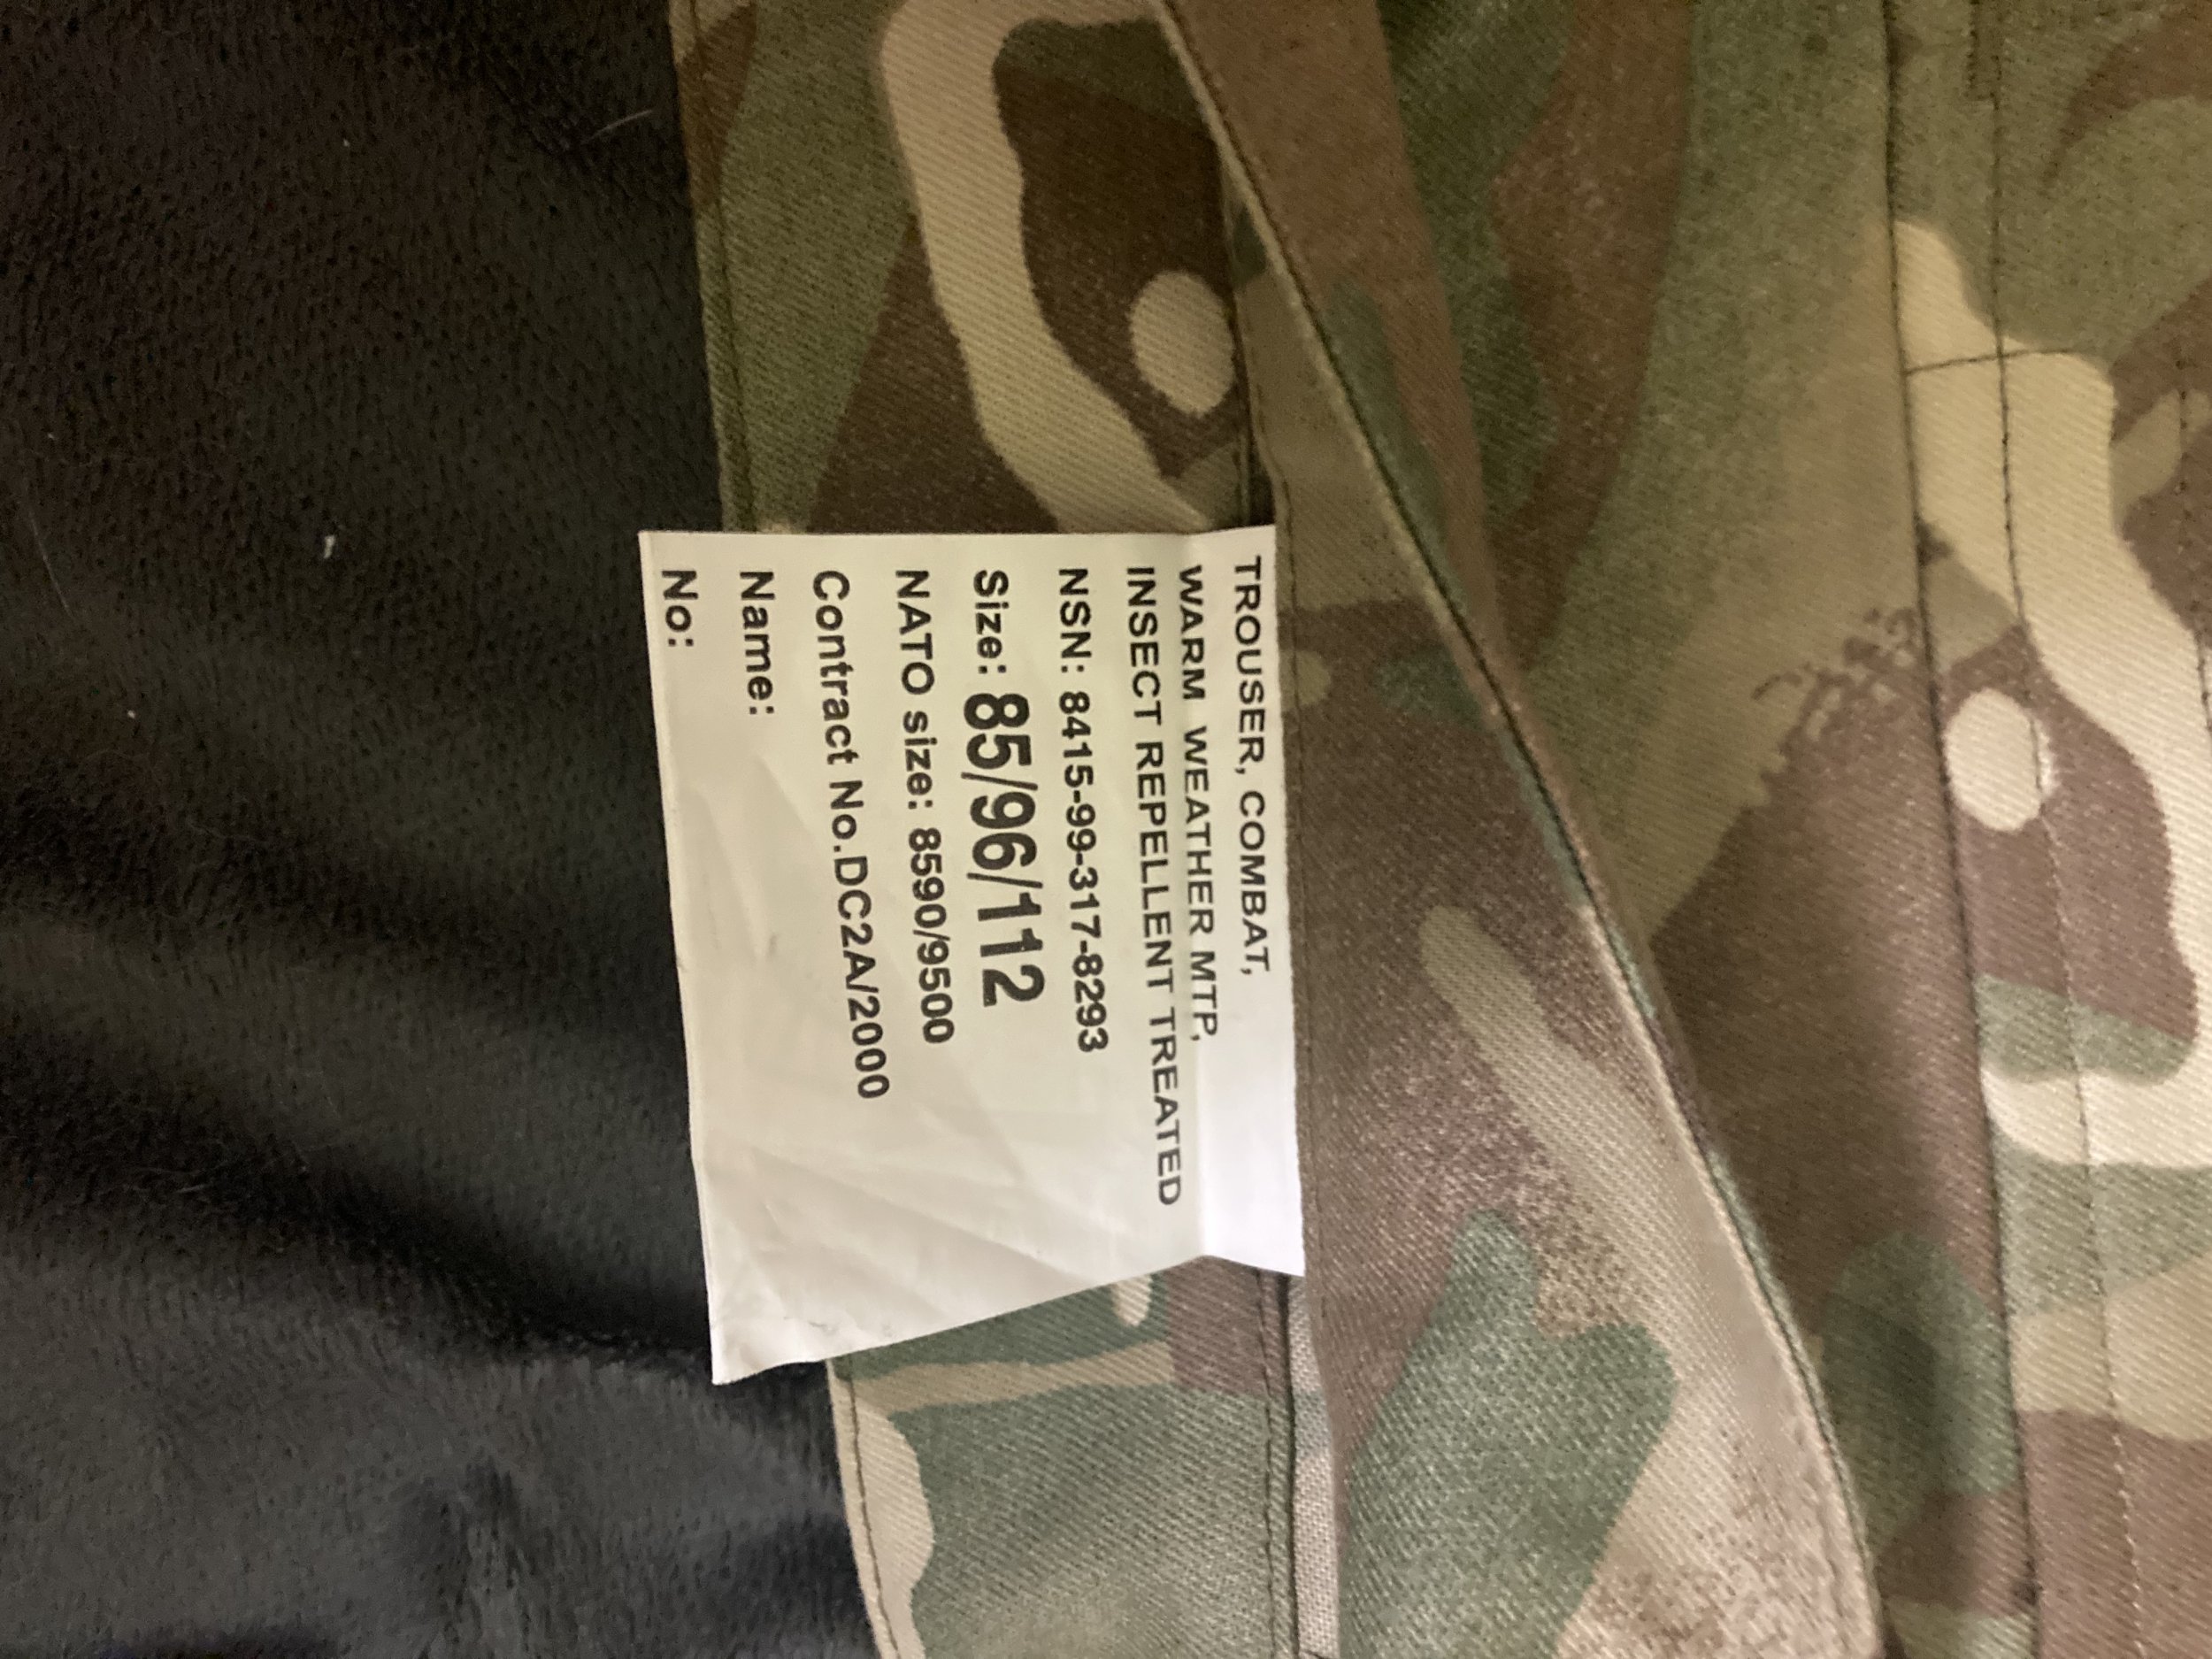 TROUSER, COMBAT,
WARM WEATHER MTP,
INSECT REPELLENT TREATED
NSN: 8415-99-317-8293
Size: 85/96/112
NATO size: 8590/9500
Contract No.DC2A/2000
Name:
No: